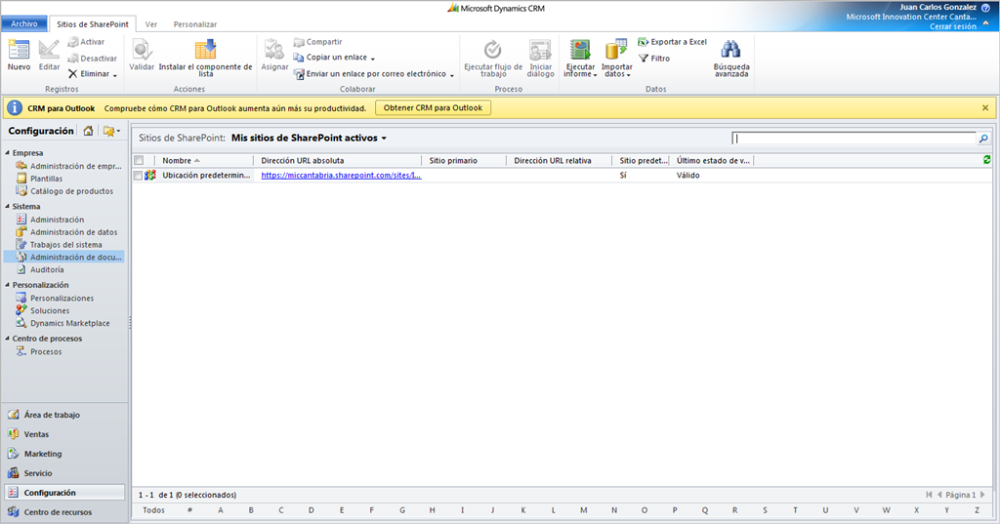 Microsoft Dynamics CRM
Juan Carlos Gonzalez
Microsoft Innovation Center Canta...
Cerrar sesión
Archivo
Sitios de SharePoint
Ver
Personalizar
Nuevo
Editar
Activar
Desactivar
Eliminar
Registros
Validar
Instalar el componente de
lista
Acciones
Asignar
Compartir
Copiar un enlace
Enviar un enlace por correo electrónico
Colaborar
Ejecutar flujo de
trabajo
Iniciar
diálogo
Proceso
Ejecutar
informe
Importar
datos
Exportar a Excel
Filtro
Búsqueda
avanzada
Datos
CRM para Outlook
Compruebe cómo CRM para Outlook aumenta aún más su productividad.
Obtener CRM para Outlook
Configuración
Empresa
Administración de empr...
Plantillas
Catálogo de productos
Sistema
Administración
Administración de datos
Trabajos del sistema
Administración de docu...
Auditoría
Personalización
Personalizaciones
Soluciones
Dynamics Marketplace
Centro de procesos
Procesos
Área de trabajo
Ventas
Marketing
Servicio
Configuración
Centro de recursos
Sitios de SharePoint: Mis sitios de SharePoint activos
Nombre Dirección URL absoluta Sitio primario Dirección URL relativa Sitio predet... Último estado de v...
Ubicación predetermin... https://miccantabria.sharepoint.com/sites/I... Sí Válido
1 - 1 de 1 (0 seleccionados)
Página 1
Todos # A B C D E F G H I J K L M N O P Q R S T U V W X Y Z